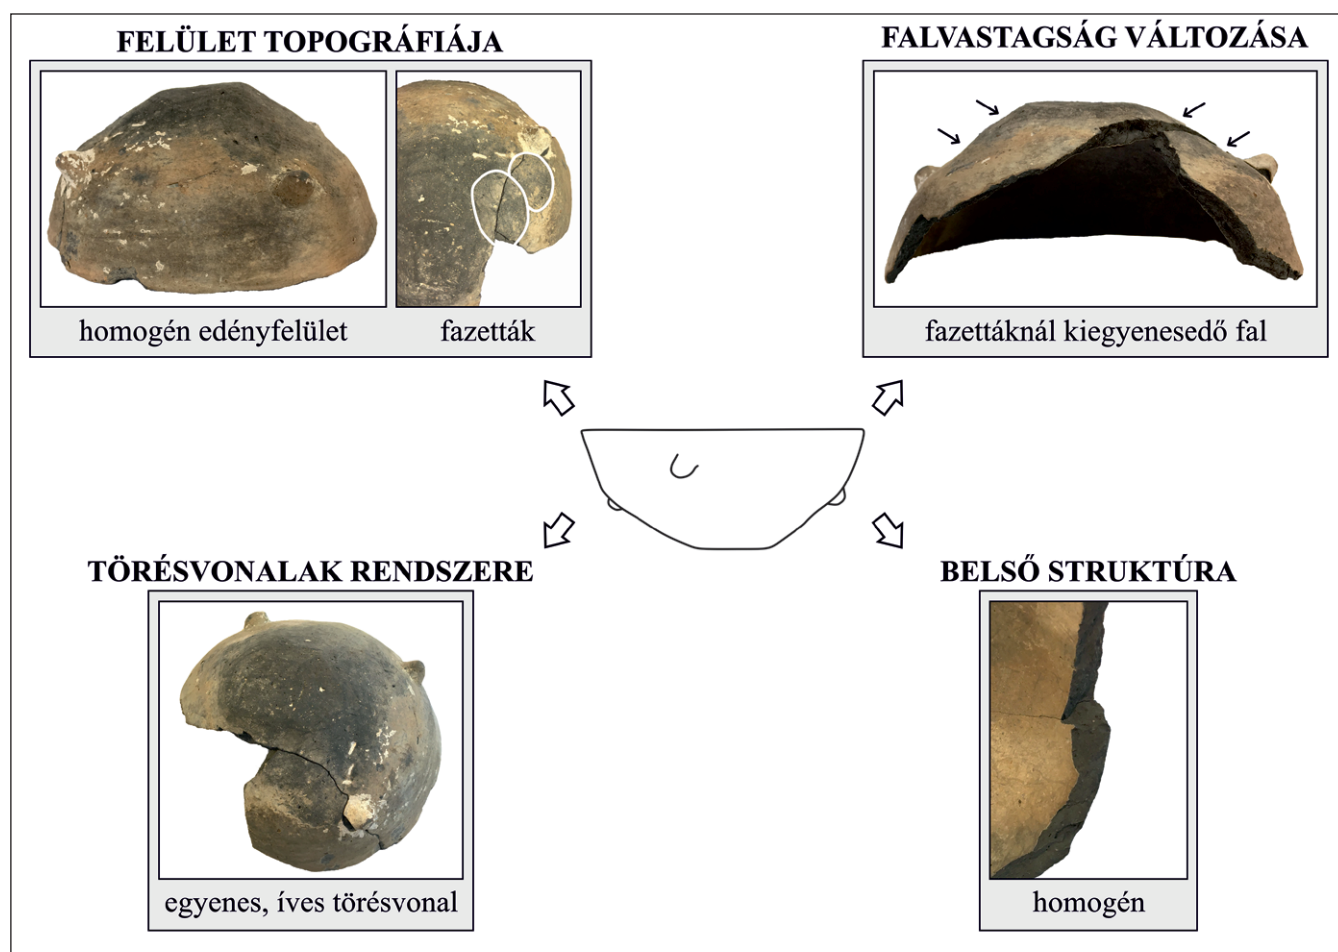 FELÜLET TOPOGRÁFIÁJA
homogén edényfelület
fazetták
FALVASTAGSÁG VÁLTOZÁSA
fazettáknál kiegyenesedő fal
TÖRÉSVONALAK RENDSZERE
egyenes, íves törésvonal
BELSŐ STRUKTÚRA
homogén